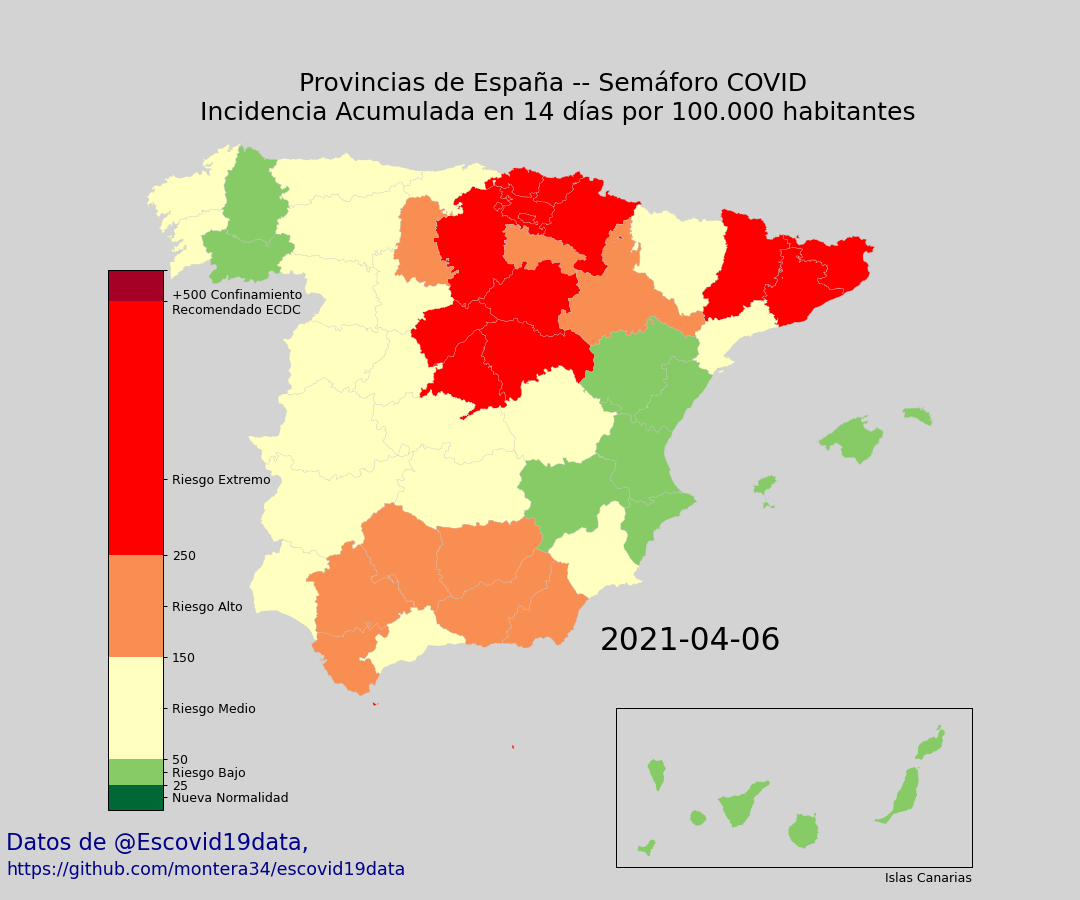 Provincias de España -- Semáforo COVID
Incidencia Acumulada en 14 días por 100.000 habitantes
+500 Confinamiento
Recomendado ECDC
Riesgo Extremo
250
Riesgo Alto
150
Riesgo Medio
50
Riesgo Bajo
25
Nueva Normalidad
2021-04-06
Islas Canarias
Datos de @Escovid19data,
https://github.com/montera34/escovid19data